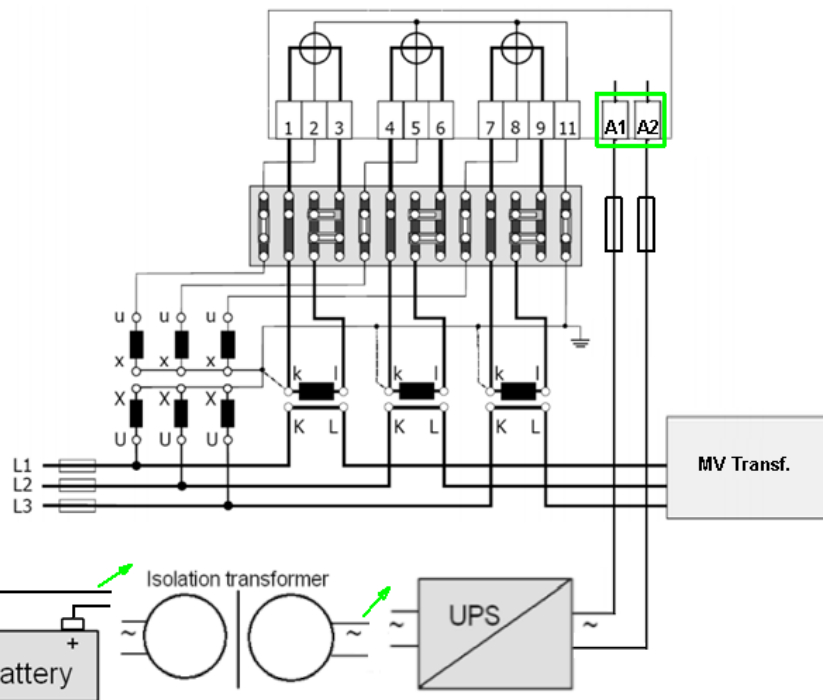 1 2 3 4 5 6 7 8 9 11 A1 A2
u u u
x x x k l k l k l
X X X
U U U K L K L K L
L1
L2
L3
MV Transf.
Isolation transformer
~ ~ ~ UPS ~
+
attery